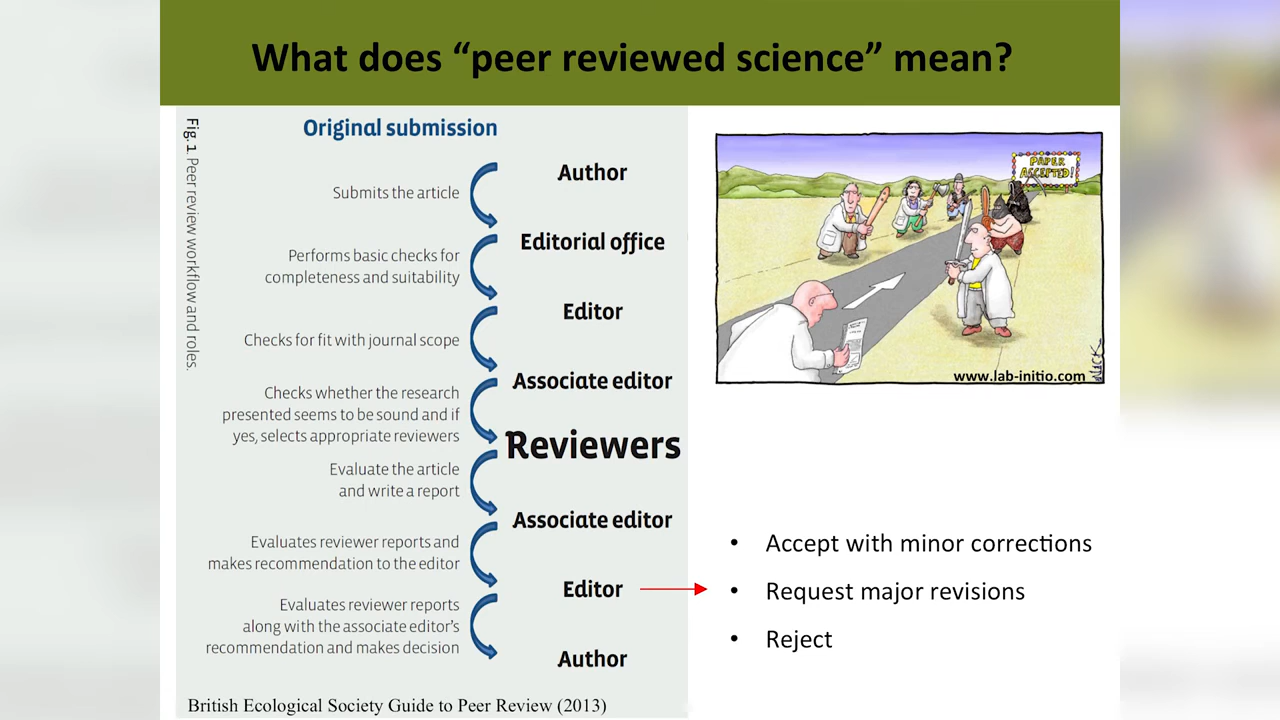 What does “peer reviewed science” mean?
Fig. 1. Peer review workflow and roles.
Original submission
Author
Submits the article
Editorial office
Performs basic checks for
completeness and suitability
Editor
Checks for fit with journal scope
Associate editor
Checks whether the research
presented seems to be sound and if
yes, selects appropriate reviewers
Reviewers
Evaluate the article
and write a report
Associate editor
Evaluates reviewer reports and
makes recommendation to the editor
Editor
Evaluates reviewer reports
along with the associate editor’s
recommendation and makes decision
Author
British Ecological Society Guide to Peer Review (2013)
PAPER
ACCEPTED!
www.lab-initio.com
NICK
• Accept with minor corrections
• Request major revisions
• Reject